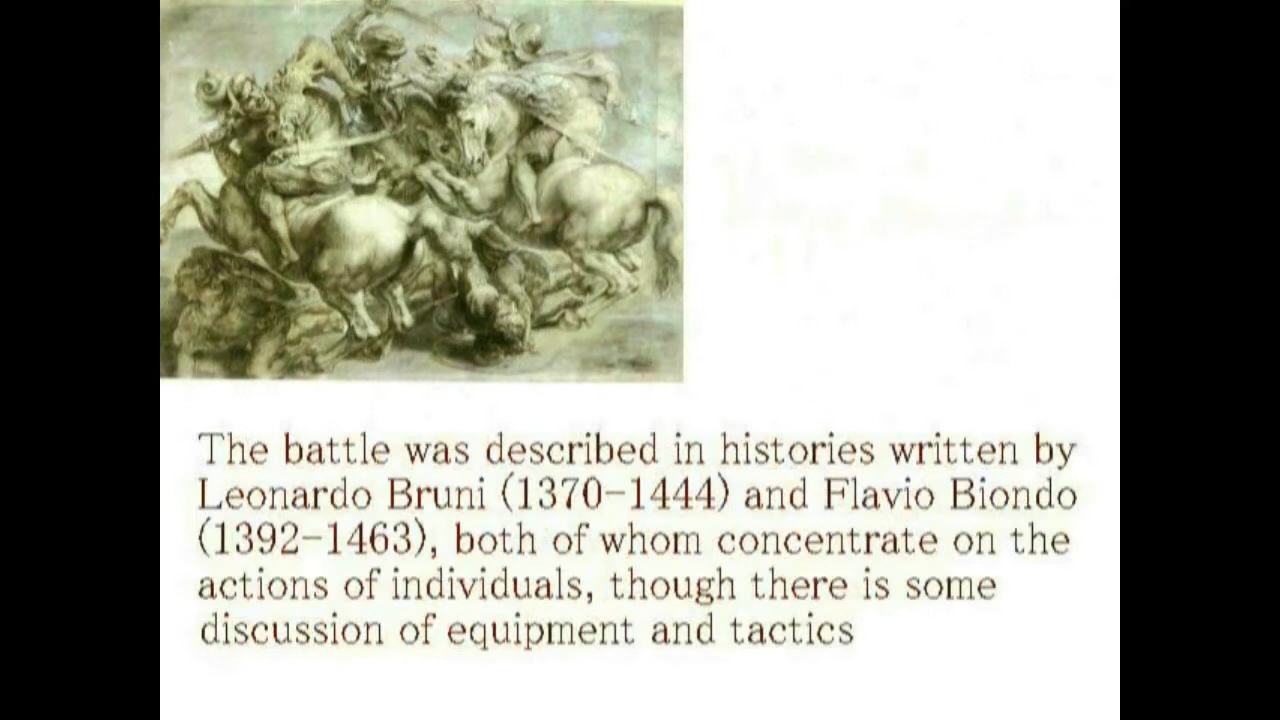 The battle was described in histories written by
Leonardo Bruni (1370-1444) and Flavio Biondo
(1392-1463), both of whom concentrate on the
actions of individuals, though there is some
discussion of equipment and tactics